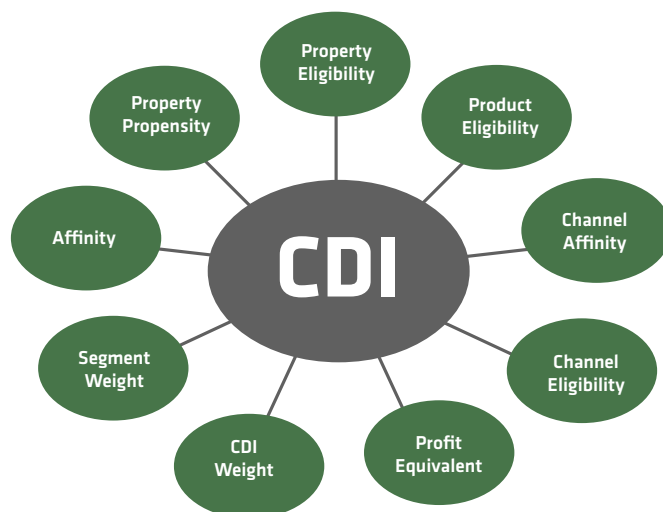 Property
Eligibility
Property
Propensity
Product
Eligibility
Affinity
CDI
Channel
Affinity
Segment
Weight
Channel
Eligibility
CDI
Weight
Profit
Equivalent